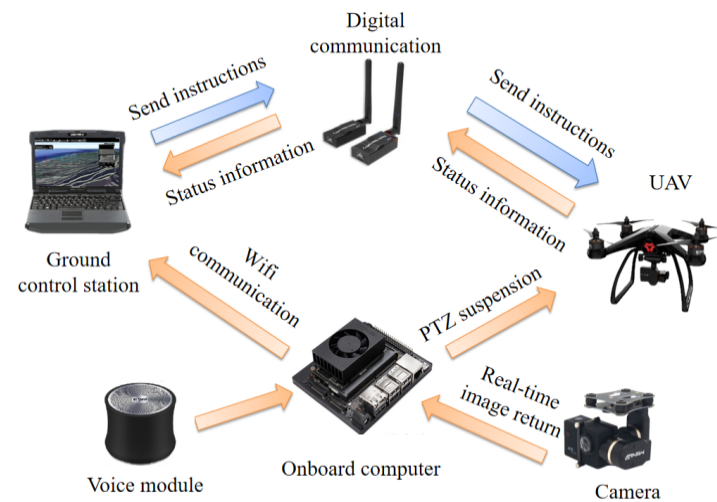 Digital
communication
Send instructions
Status information
Send instructions
Status information
UAV
Ground
control station
Wifi
communication
PTZ suspension
Real-time
image return
Voice module
Onboard computer
Camera